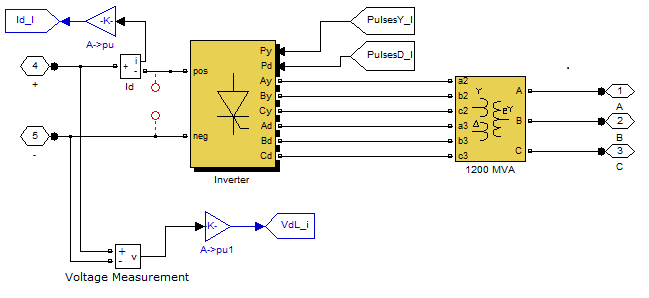 Id_I
-K-
A->pu
PulsesY_I
PulsesD_I
4
+
i
+
-
Id
pos
neg
Py
Pd
Ay
By
Cy
Ad
Bd
Cd
Inverter
a2
b2
c2
a3
b3
c3
Y
Δ
A
B
C
1200 MVA
1
A
2
B
3
C
5
-
+
-
v
Voltage Measurement
-K-
A->pu1
VdL_i